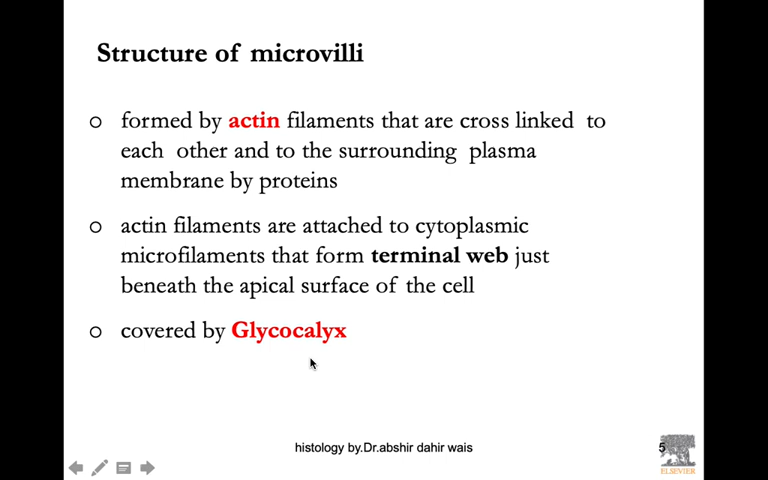 Structure of microvilli
formed by actin filaments that are cross linked to
each other and to the surrounding plasma
membrane by proteins
actin filaments are attached to cytoplasmic
microfilaments that form terminal web just
beneath the apical surface of the cell
covered by Glycocalyx
histology by.Dr.abshir dahir wais
5
ELSEVIER